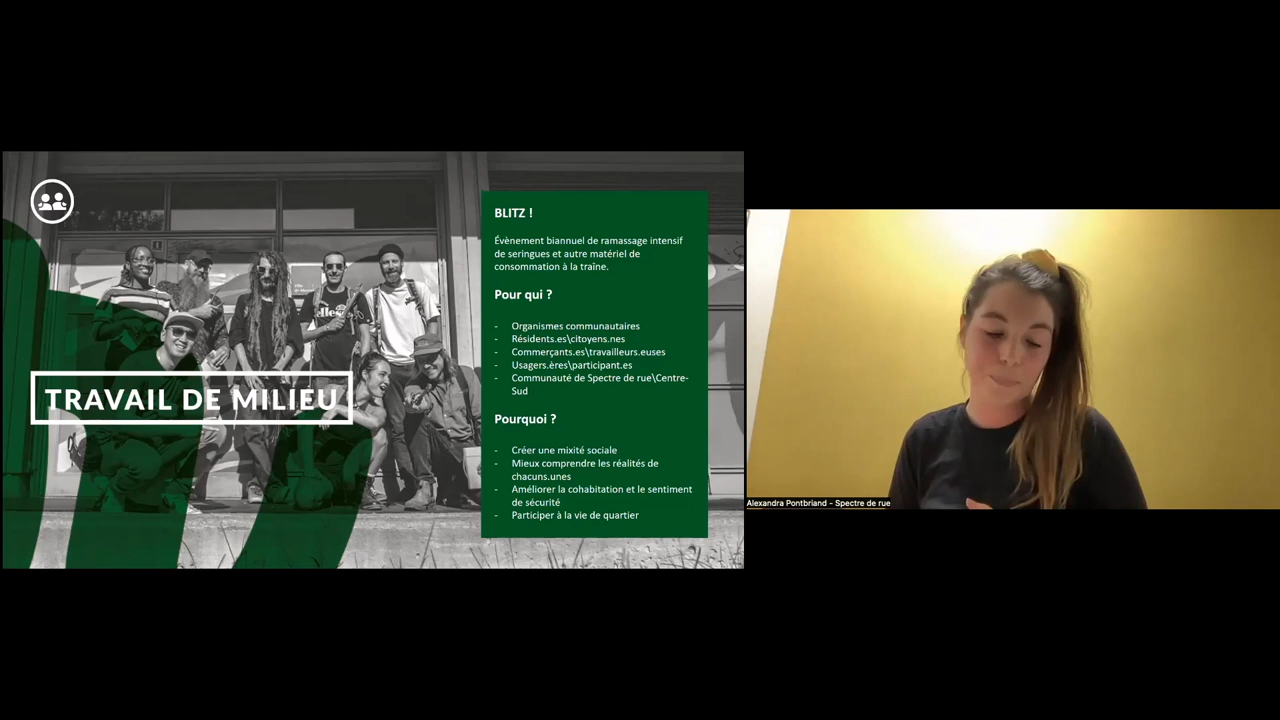 TRAVAIL DE MILIEU
BLITZ !
Évènement biannuel de ramassage intensif
de seringues et autre matériel de
consommation à la traîne.
Pour qui ?
- Organismes communautaires
- Résidents.es\citoyens.nes
- Commerçants.es\travailleurs.euses
- Usagers.ères\participant.es
- Communauté de Spectre de rue\Centre-
Sud
Pourquoi ?
- Créer une mixité sociale
- Mieux comprendre les réalités de
chacuns.unes
- Améliorer la cohabitation et le sentiment
de sécurité
- Participer à la vie de quartier
Alexandra Pontbriand - Spectre de rue